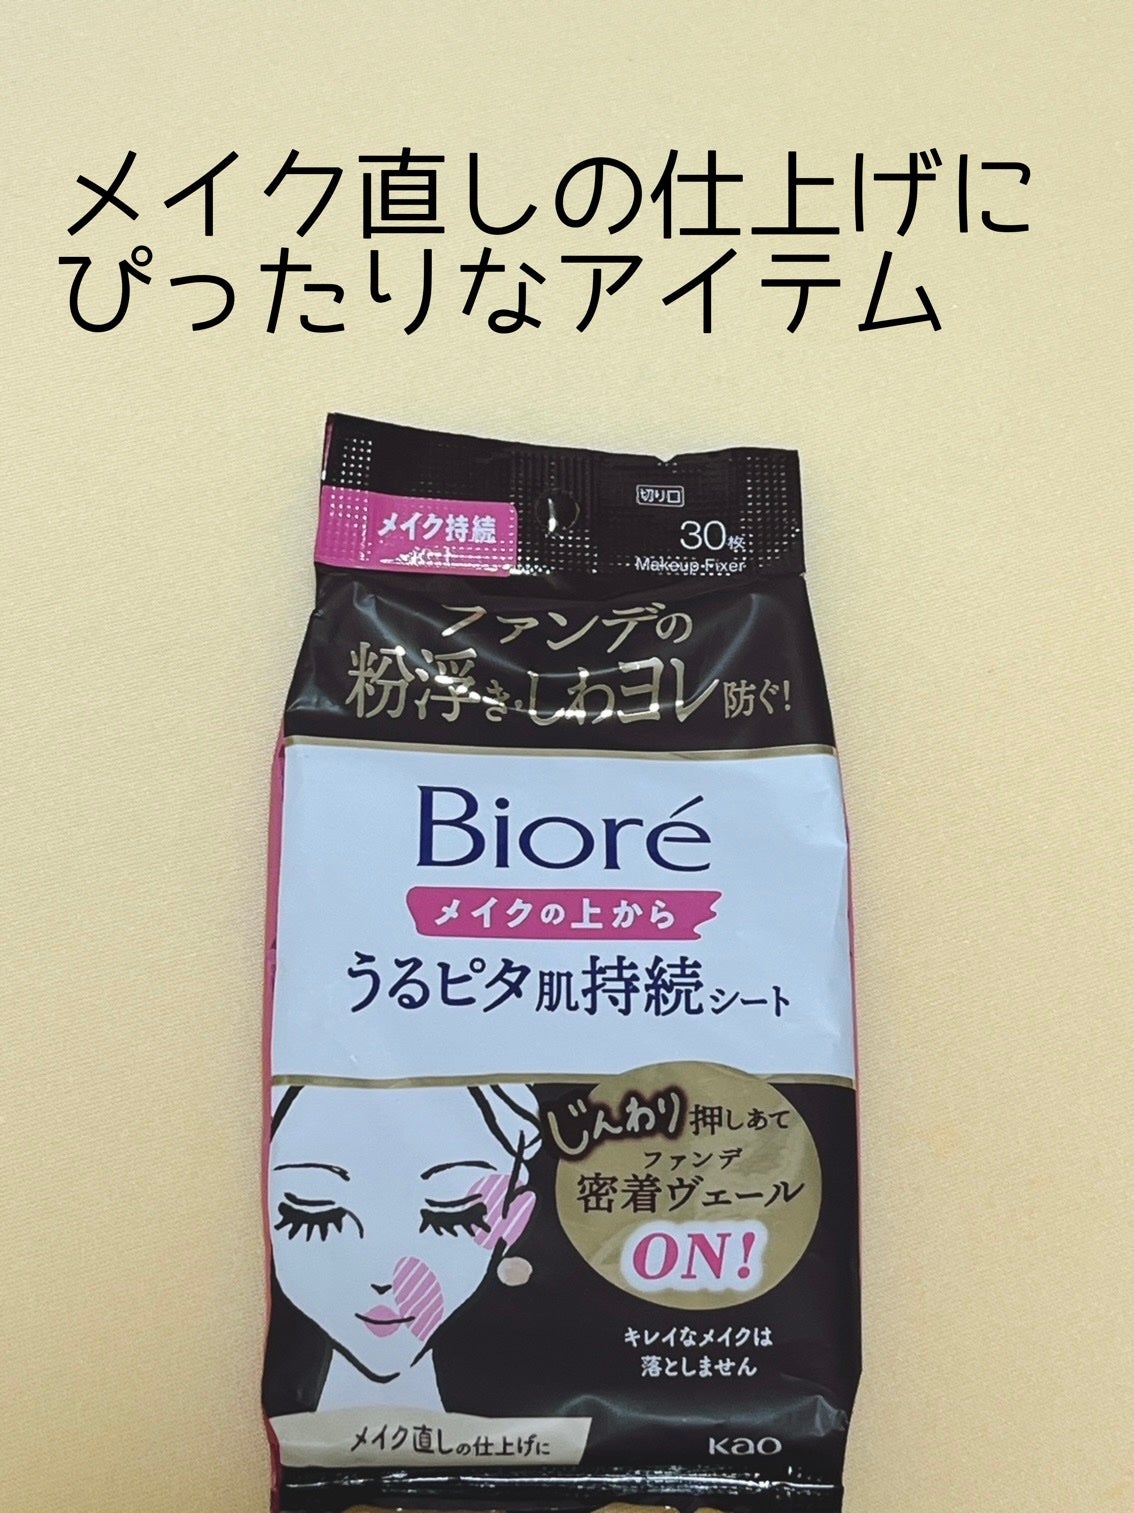 メイク直しの仕上げに
ぴったりなアイテム
切り口
メイク持続
30枚
Makeup Fixer
ファンデの
粉浮き・しわヨレ防ぐ!
Bioré
メイクの上から
うるピタ肌持続シート
じんわり押しあて
ファンデ
密着ヴェール
ON!
キレイなメイクは
落としません
メイク直しの仕上げに
Kao